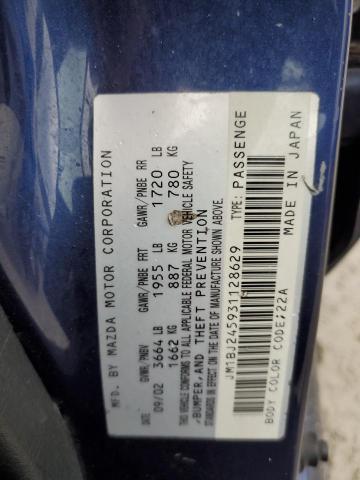 MFD. BY MAZDA MOTOR CORPORATION
DATE GVWR/PNBV GAWR/PNBE FRT GAWR/PNBE RR
09/02 3664 LB 1955 LB 1720 LB
1662 KG 887 KG 780 KG
THIS VEHICLE CONFORMS TO ALL APPLICABLE FEDERAL MOTOR VEHICLE SAFETY
/BUMPER, AND THEFT PREVENTION
STANDARDS IN EFFECT ON THE DATE OF MANUFACTURE SHOWN ABOVE.
JM1BJ245931128629 TYPE: PASSENGE
BODY COLOR CODE:22A MADE IN JAPAN